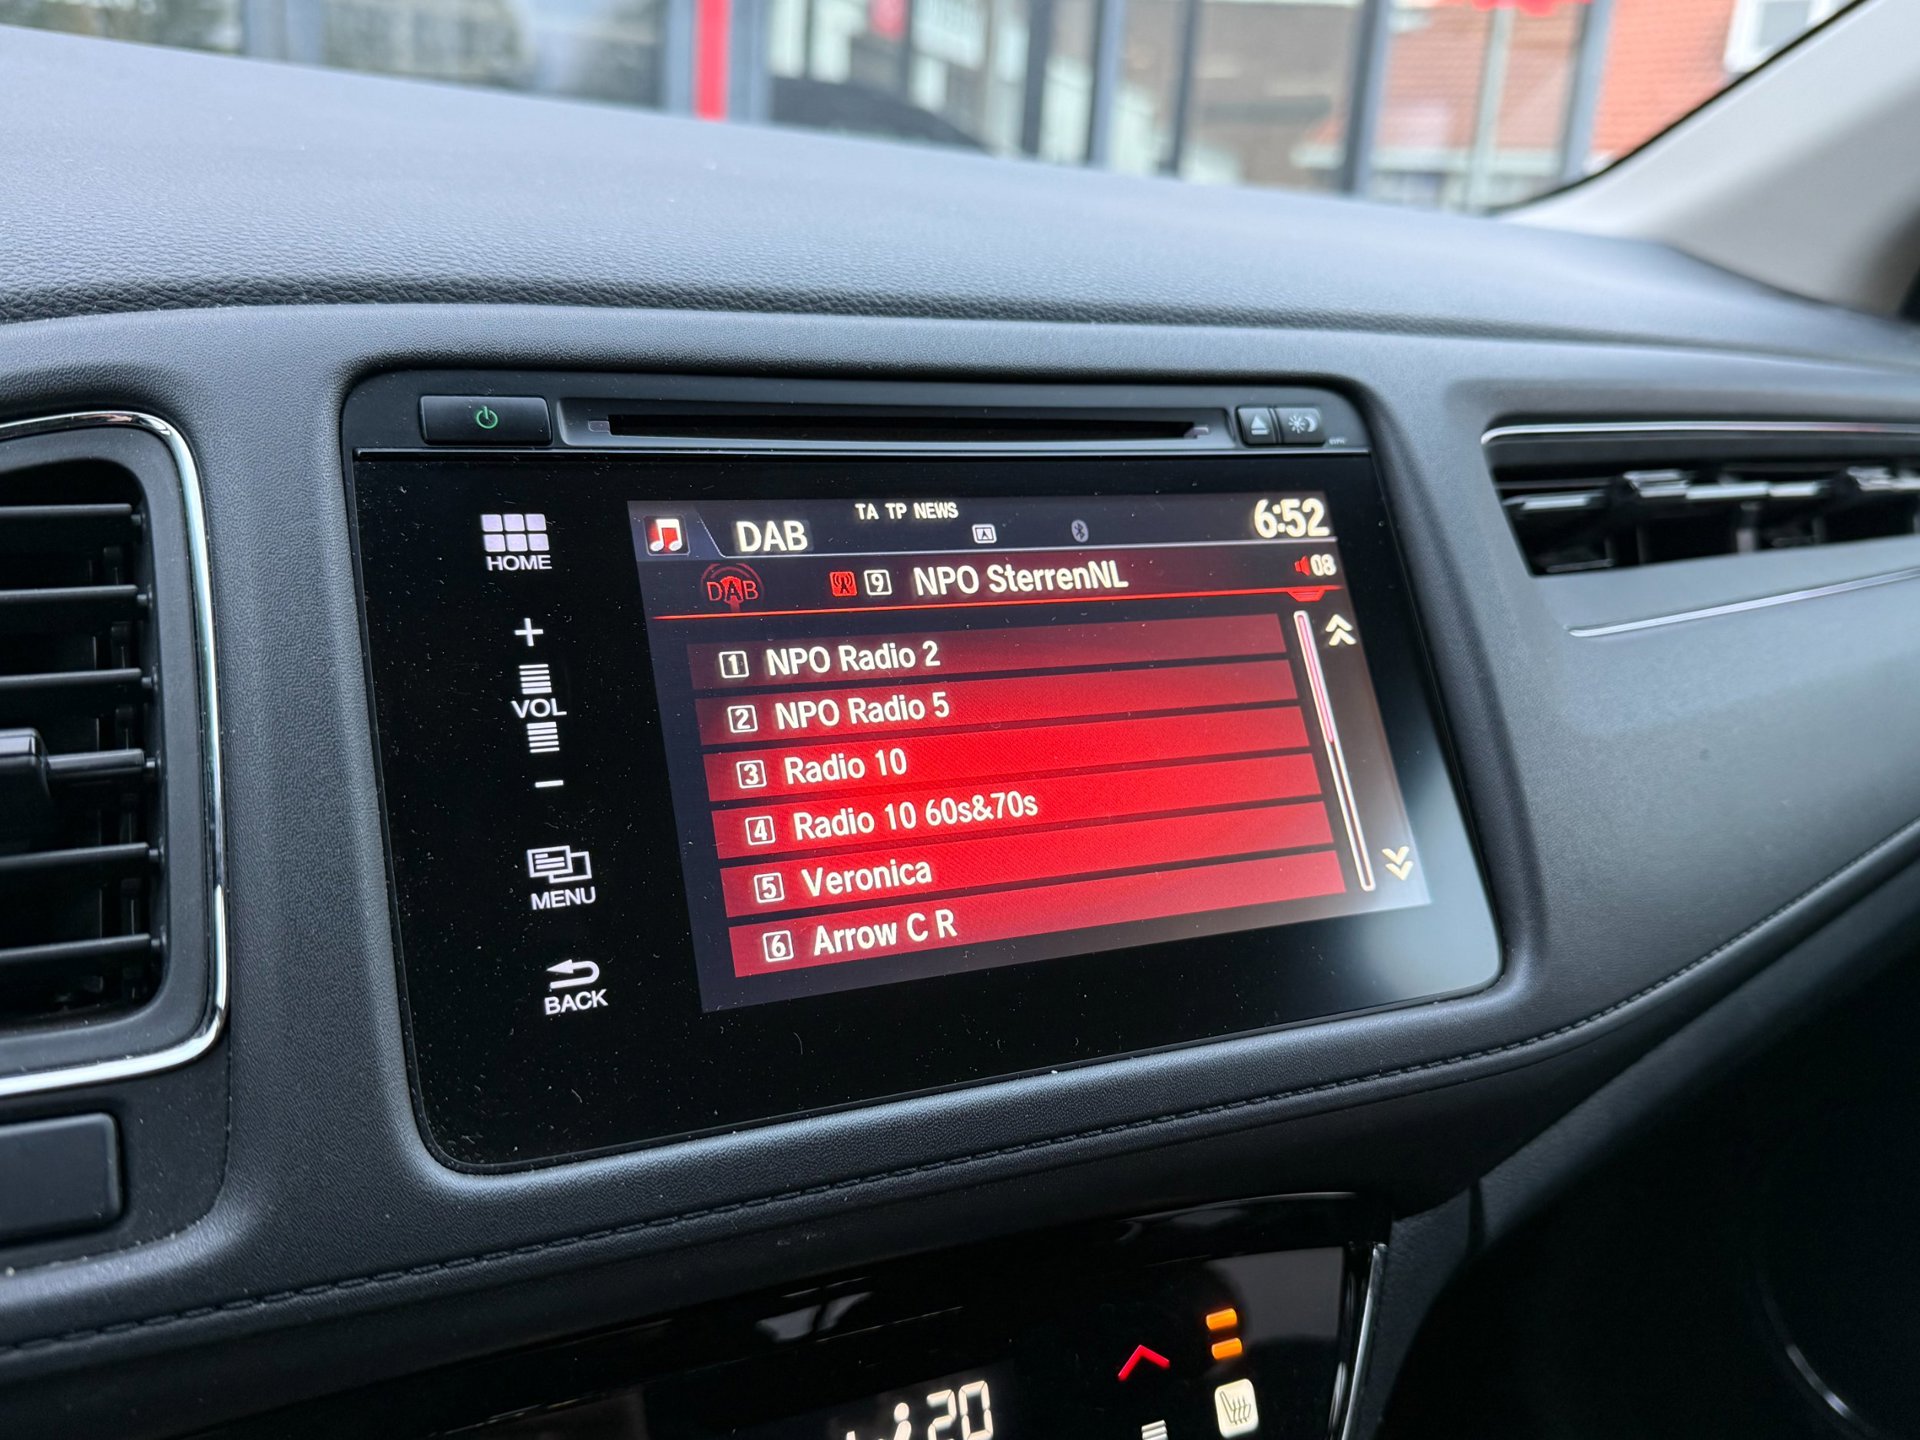 HOME
+
VOL
−
MENU
BACK
TA TP NEWS
DAB
6:52
DAB
9 NPO SterrenNL
08
1 NPO Radio 2
2 NPO Radio 5
3 Radio 10
4 Radio 10 60s&70s
5 Veronica
6 Arrow C R
20